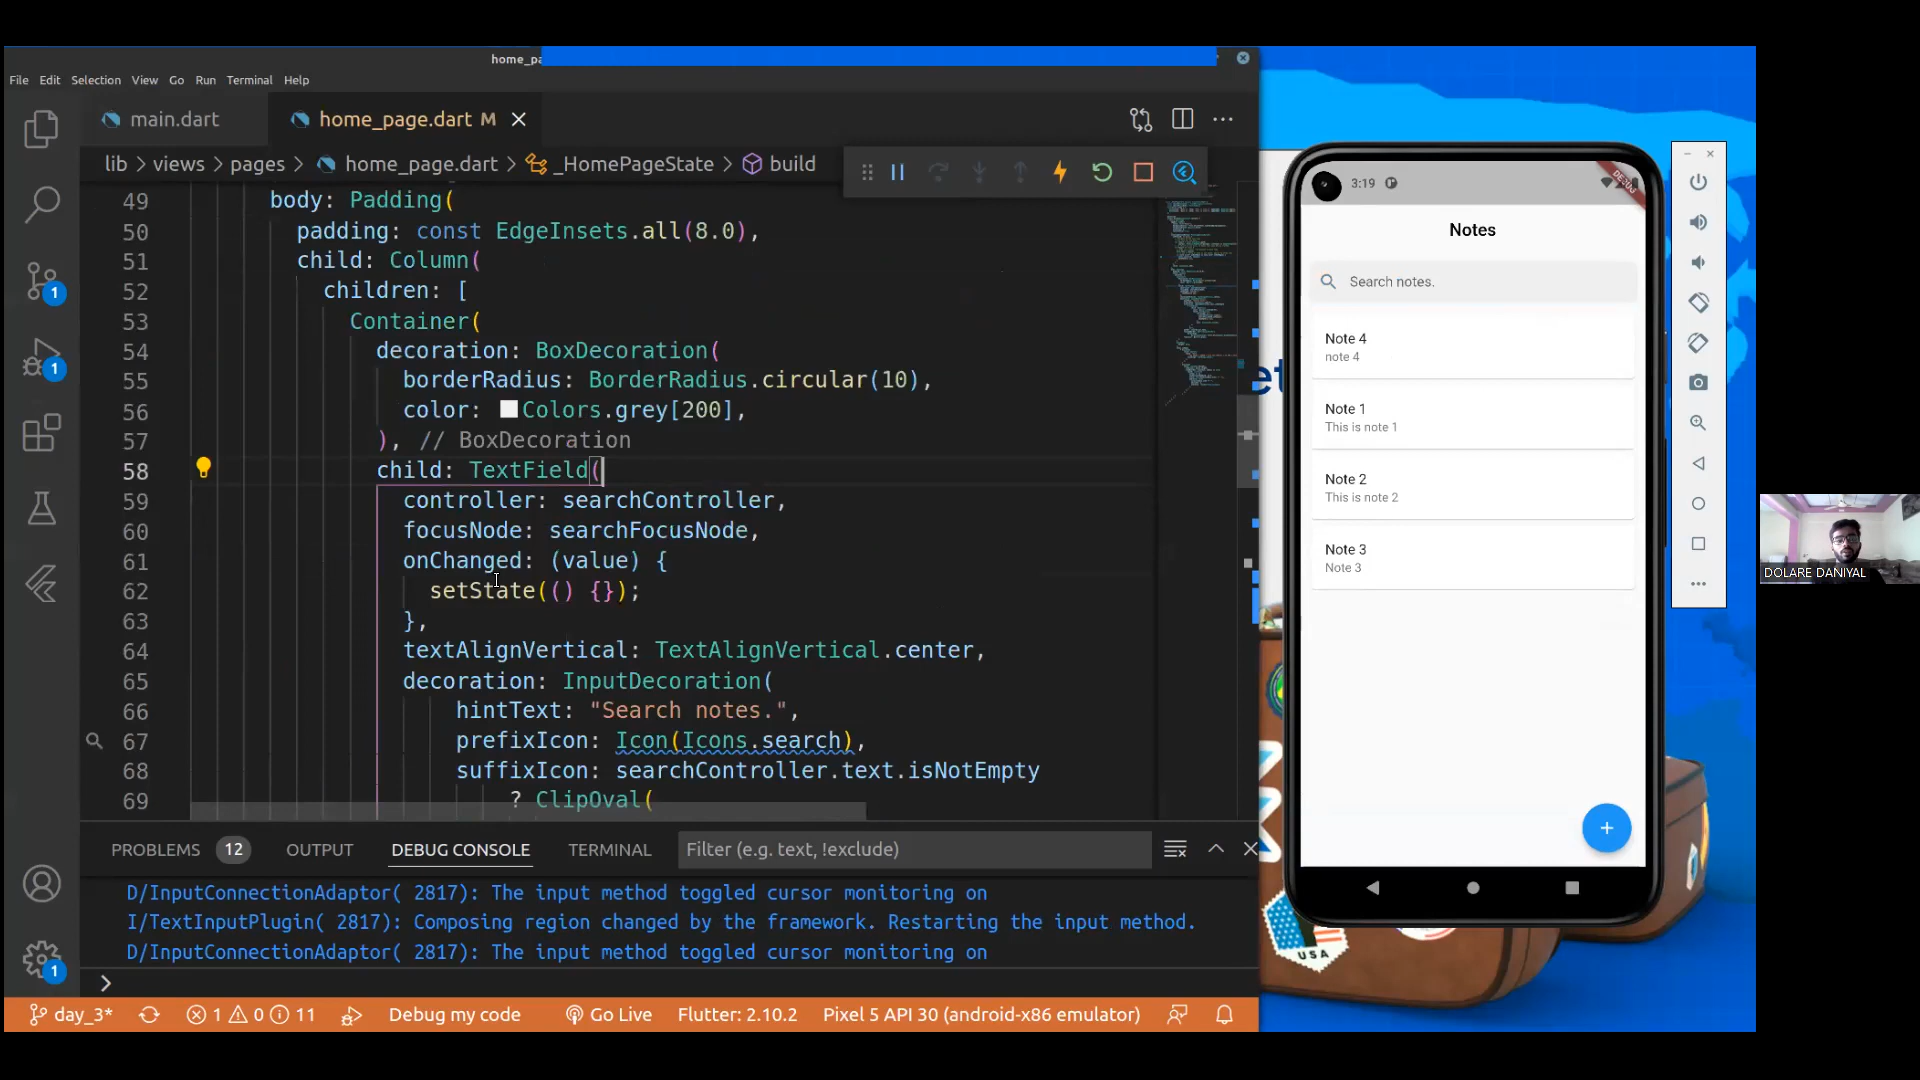 home_pa
File Edit Selection View Go Run Terminal Help
main.dart
home_page.dart M
lib > views > pages > home_page.dart > _HomePageState > build
49 body: Padding(
50 padding: const EdgeInsets.all(8.0),
51 child: Column(
52 children: [
53 Container(
54 decoration: BoxDecoration(
55 borderRadius: BorderRadius.circular(10),
56 color: Colors.grey[200],
57 ), // BoxDecoration
58 child: TextField(
59 controller: searchController,
60 focusNode: searchFocusNode,
61 onChanged: (value) {
62 setState(() {});
63 },
64 textAlignVertical: TextAlignVertical.center,
65 decoration: InputDecoration(
66 hintText: "Search notes.",
67 prefixIcon: Icon(Icons.search),
68 suffixIcon: searchController.text.isNotEmpty
69 ? ClipOval(
PROBLEMS 12 OUTPUT DEBUG CONSOLE TERMINAL Filter (e.g. text, !exclude)
D/InputConnectionAdaptor( 2817): The input method toggled cursor monitoring on
I/TextInputPlugin( 2817): Composing region changed by the framework. Restarting the input method.
D/InputConnectionAdaptor( 2817): The input method toggled cursor monitoring on
>
day_3* 1 0 11 Debug my code Go Live Flutter: 2.10.2 Pixel 5 API 30 (android-x86 emulator)
1
1
1
3:19
DEBUG
Notes
Search notes.
Note 4
note 4
Note 1
This is note 1
Note 2
This is note 2
Note 3
Note 3
+
et
USA
DOLARE DANIYAL